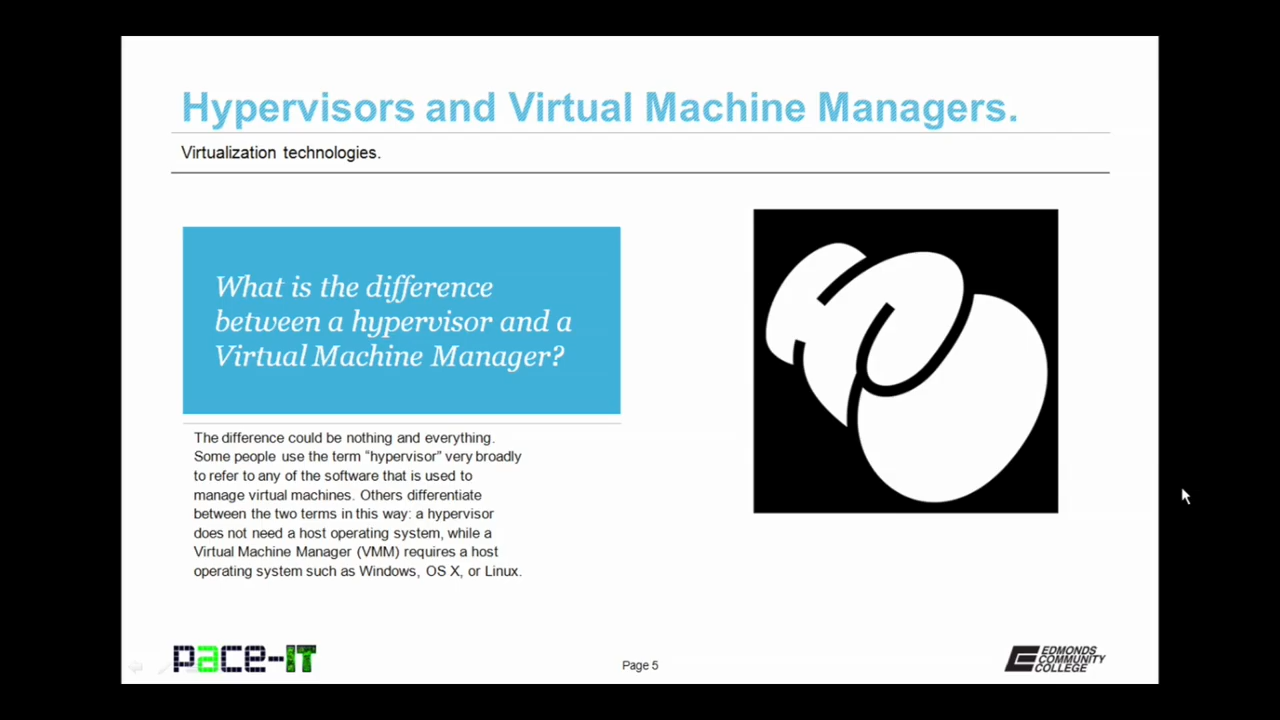 Hypervisors and Virtual Machine Managers.
Virtualization technologies.
What is the difference
between a hypervisor and a
Virtual Machine Manager?
The difference could be nothing and everything.
Some people use the term “hypervisor” very broadly
to refer to any of the software that is used to
manage virtual machines. Others differentiate
between the two terms in this way: a hypervisor
does not need a host operating system, while a
Virtual Machine Manager (VMM) requires a host
operating system such as Windows, OS X, or Linux.
pace-IT
Page 5
EDMONDS
COMMUNITY
COLLEGE